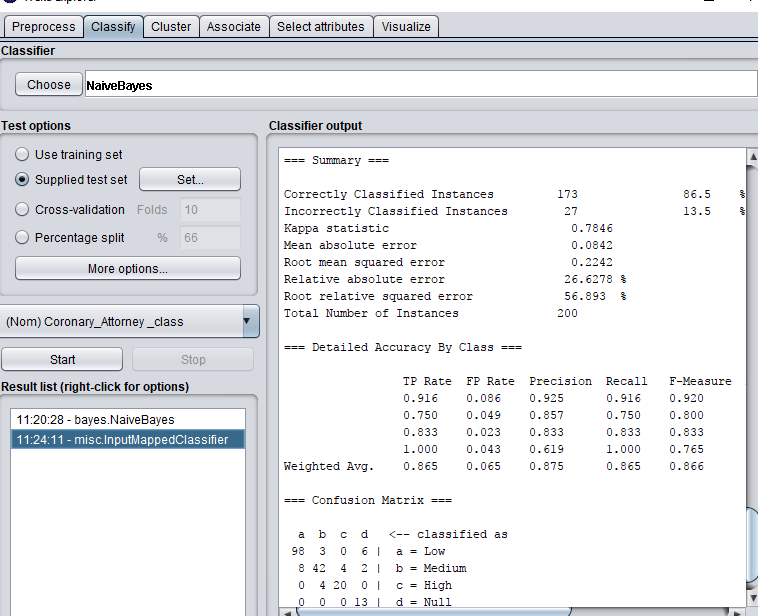 Preprocess Classify Cluster Associate Select attributes Visualize
Classifier
Choose NaiveBayes
Test options
Use training set
Supplied test set Set...
Cross-validation Folds 10
Percentage split % 66
More options...
(Nom) Coronary_Attorney _class
Start Stop
Result list (right-click for options)
11:20:28 - bayes.NaiveBayes
11:24:11 - misc.InputMappedClassifier
Classifier output
=== Summary ===
Correctly Classified Instances 173 86.5 %
Incorrectly Classified Instances 27 13.5 %
Kappa statistic 0.7846
Mean absolute error 0.0842
Root mean squared error 0.2242
Relative absolute error 26.6278 %
Root relative squared error 56.893 %
Total Number of Instances 200
=== Detailed Accuracy By Class ===
TP Rate FP Rate Precision Recall F-Measure
0.916 0.086 0.925 0.916 0.920
0.750 0.049 0.857 0.750 0.800
0.833 0.023 0.833 0.833 0.833
1.000 0.043 0.619 1.000 0.765
Weighted Avg. 0.865 0.065 0.875 0.865 0.866
=== Confusion Matrix ===
a b c d <-- classified as
98 3 0 6 | a = Low
8 42 4 2 | b = Medium
0 4 20 0 | c = High
0 0 0 13 | d = Null